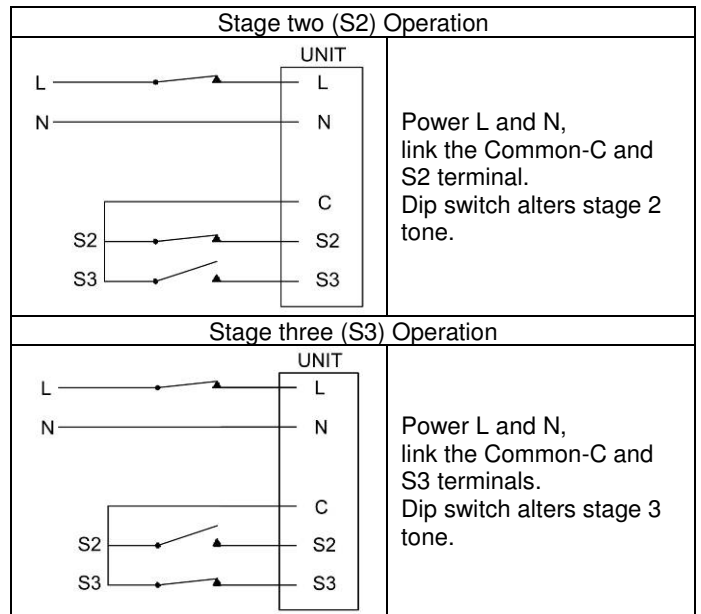 Stage two (S2) Operation
UNIT
L L
N N
C
S2 S2
S3 S3
Power L and N,
link the Common-C and
S2 terminal.
Dip switch alters stage 2
tone.
Stage three (S3) Operation
UNIT
L L
N N
C
S2 S2
S3 S3
Power L and N,
link the Common-C and
S3 terminals.
Dip switch alters stage 3
tone.